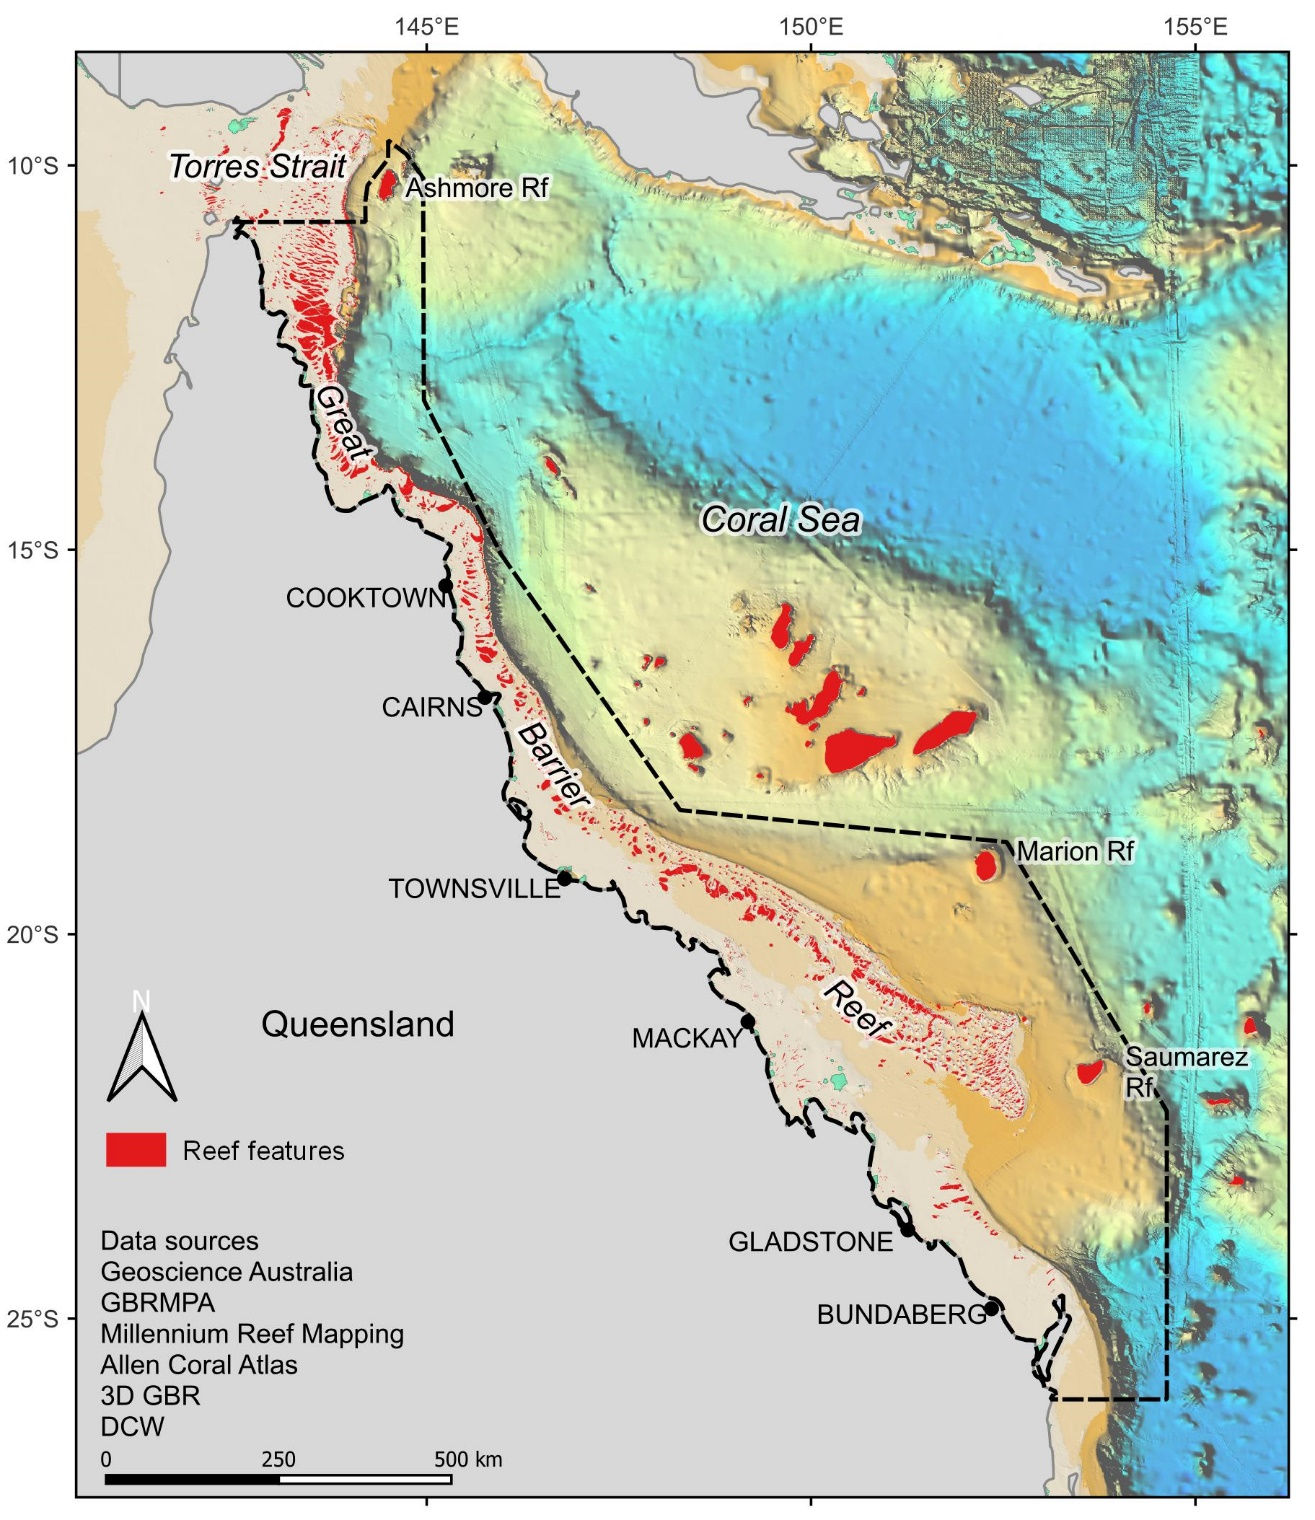 145°E 150°E 155°E
10°S
Torres Strait
Ashmore Rf
Great
Coral Sea
15°S
COOKTOWN
CAIRNS
Barrier
Marion Rf
TOWNSVILLE
20°S
Reef
N
Queensland
MACKAY
Saumarez
Rf
Reef features
GLADSTONE
Data sources
Geoscience Australia
GBRMPA
Millennium Reef Mapping
Allen Coral Atlas
3D GBR
DCW
BUNDABERG
25°S
0 250 500 km